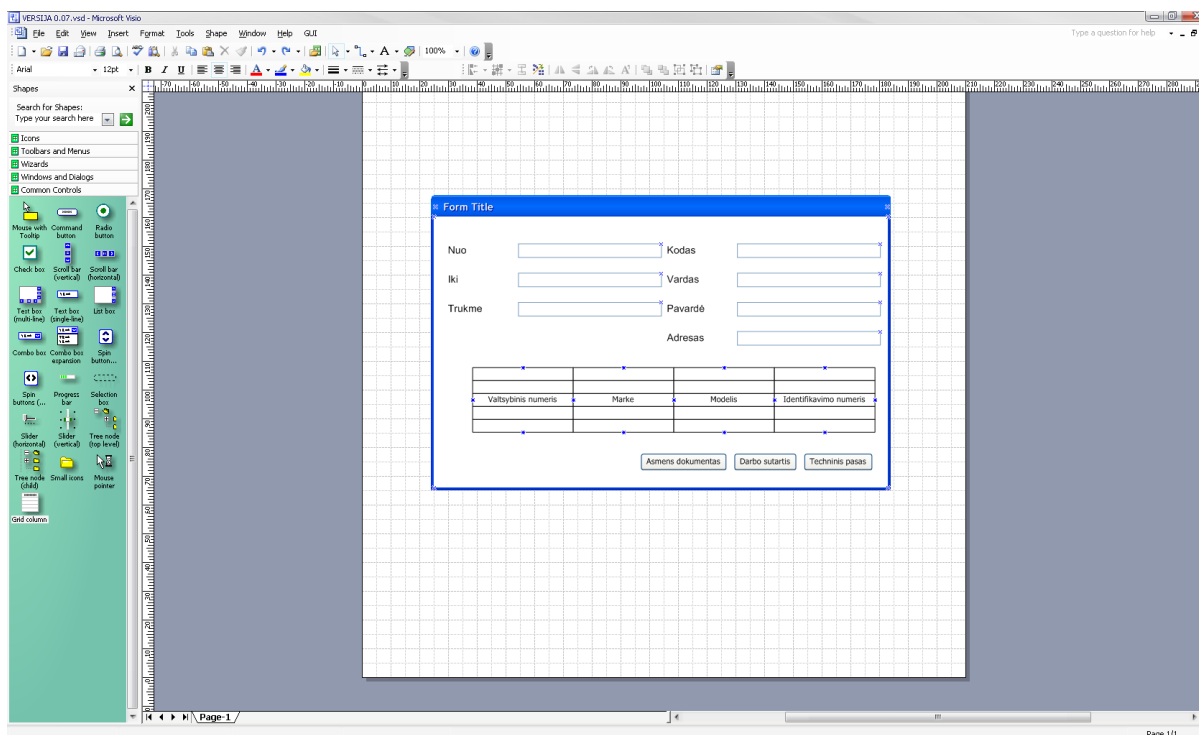 VERSIJA 0.07.vsd - Microsoft Visio
File Edit View Insert Format Tools Shape Window Help GUI
Type a question for help
100%
Arial 12pt B I U
Shapes
Search for Shapes:
Type your search here
Icons
Toolbars and Menus
Wizards
Windows and Dialogs
Common Controls
Mouse with Tooltip
Command button
Radio button
Check box
Scroll bar (vertical)
Scroll bar (horizontal)
Text box (multi-line)
Text box (single-line)
List box
Combo box
Combo box expansion
Spin button...
Spin buttons (...
Progress bar
Selection box
Slider (horizontal)
Slider (vertical)
Tree node (top level)
Tree node (child)
Small icons
Mouse pointer
Grid column
Form Title
Nuo Kodas
Iki Vardas
Trukme Pavardė
Adresas
Valtsybinis numeris Marke Modelis Identifikavimo numeris
Asmens dokumentas Darbo sutartis Techninis pasas
Page-1
Page 1/1